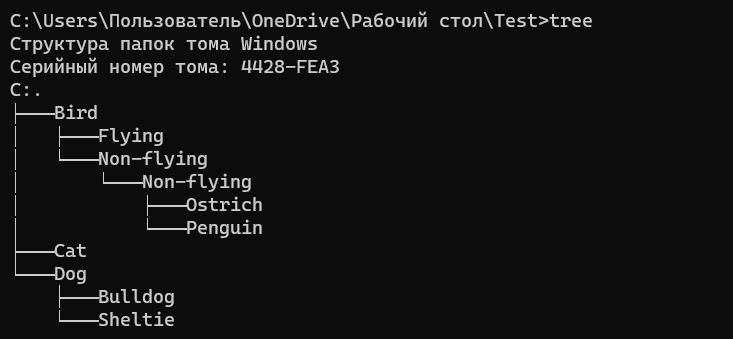 C:\Users\Пользователь\OneDrive\Рабочий стол\Test>tree
Структура папок тома Windows
Серийный номер тома: 4428-FEA3
C:.
├───Bird
│   ├───Flying
│   └───Non-flying
│       └───Non-flying
│           ├───Ostrich
│           └───Penguin
├───Cat
└───Dog
    ├───Bulldog
    └───Sheltie